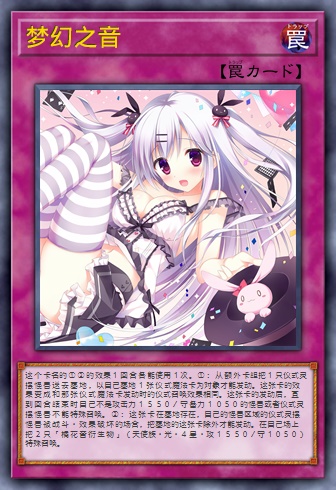 梦幻之音
トラップ
罠
【罠カード】
这个卡名的①②的效果1回合各能使用1次。①：从额外卡组把1只仪式灵
摆怪兽送去墓地，以自己墓地1张仪式魔法卡为对象才能发动。这张卡的效
果变成和那张仪式魔法卡发动时的仪式召唤效果相同。这张卡的发动后，直
到回合结束时自己不是攻击力1550/守备力1050的怪兽或者仪式灵
摆怪兽不能特殊召唤。②：这张卡在墓地存在，自己的怪兽区域的仪式灵摆
怪兽被战斗·效果破坏的场合，把墓地的这张卡除外才能发动。在自己场上
把2只「橘花音衍生物」（天使族·光·4星·攻1550/守1050）
特殊召唤。